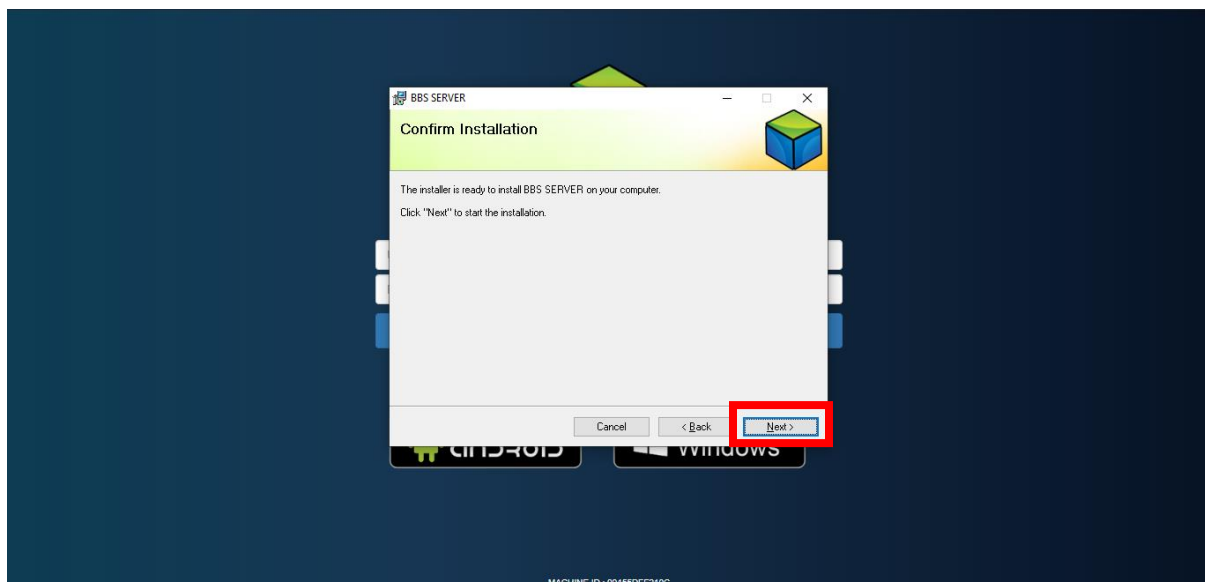 BBS SERVER
Confirm Installation
The installer is ready to install BBS SERVER on your computer.
Click "Next" to start the installation.
Cancel
< Back
Next >
Windows